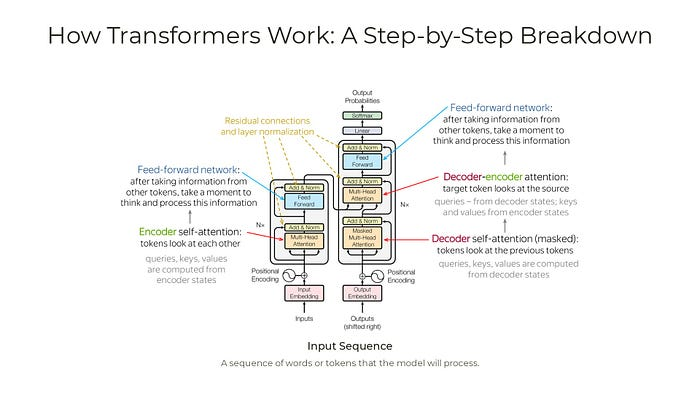 How Transformers Work: A Step-by-Step Breakdown
Output
Probabilities
Softmax
Linear
Add & Norm
Feed
Forward
Add & Norm
Multi-Head
Attention
Add & Norm
Masked
Multi-Head
Attention
Nx
Positional
Encoding
Output
Embedding
Outputs
(shifted right)
Residual connections
and layer normalization
Add & Norm
Feed
Forward
Add & Norm
Multi-Head
Attention
Nx
Positional
Encoding
Input
Embedding
Inputs
Feed-forward network:
after taking information from
other tokens, take a moment to
think and process this information
Encoder self-attention:
tokens look at each other
queries, keys, values
are computed from
encoder states
Feed-forward network:
after taking information from
other tokens, take a moment to
think and process this information
Decoder-encoder attention:
target token looks at the source
queries – from decoder states; keys
and values from encoder states
Decoder self-attention (masked):
tokens look at the previous tokens
queries, keys, values are computed
from decoder states
Input Sequence
A sequence of words or tokens that the model will process.